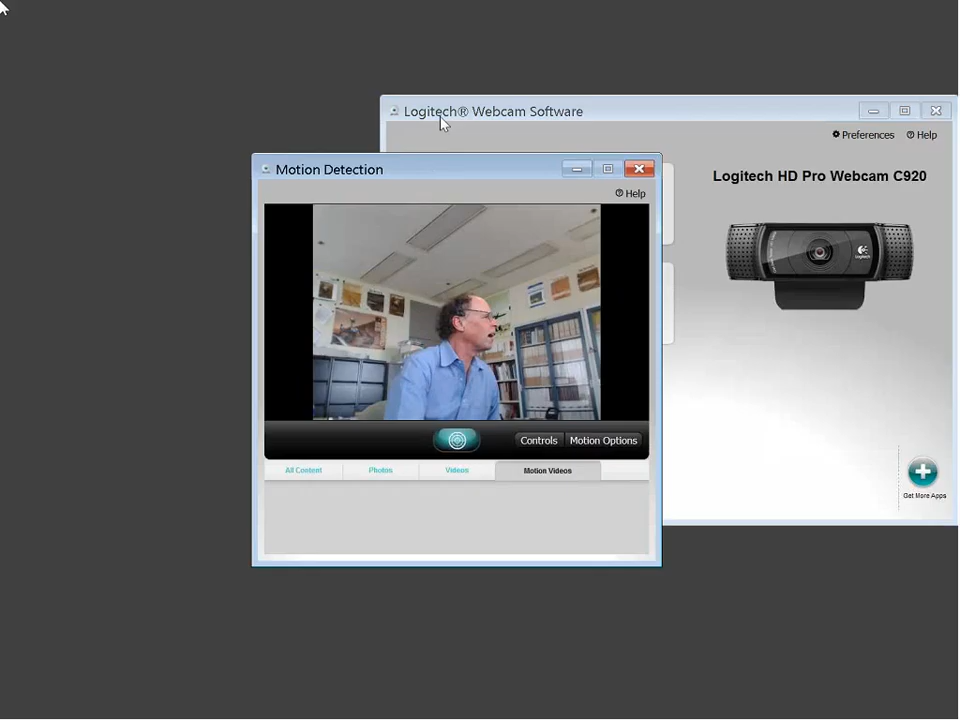 Logitech® Webcam Software
Preferences
Help
Motion Detection
Help
Logitech HD Pro Webcam C920
Logitech
Controls
Motion Options
All Content
Photos
Videos
Motion Videos
Get More Apps